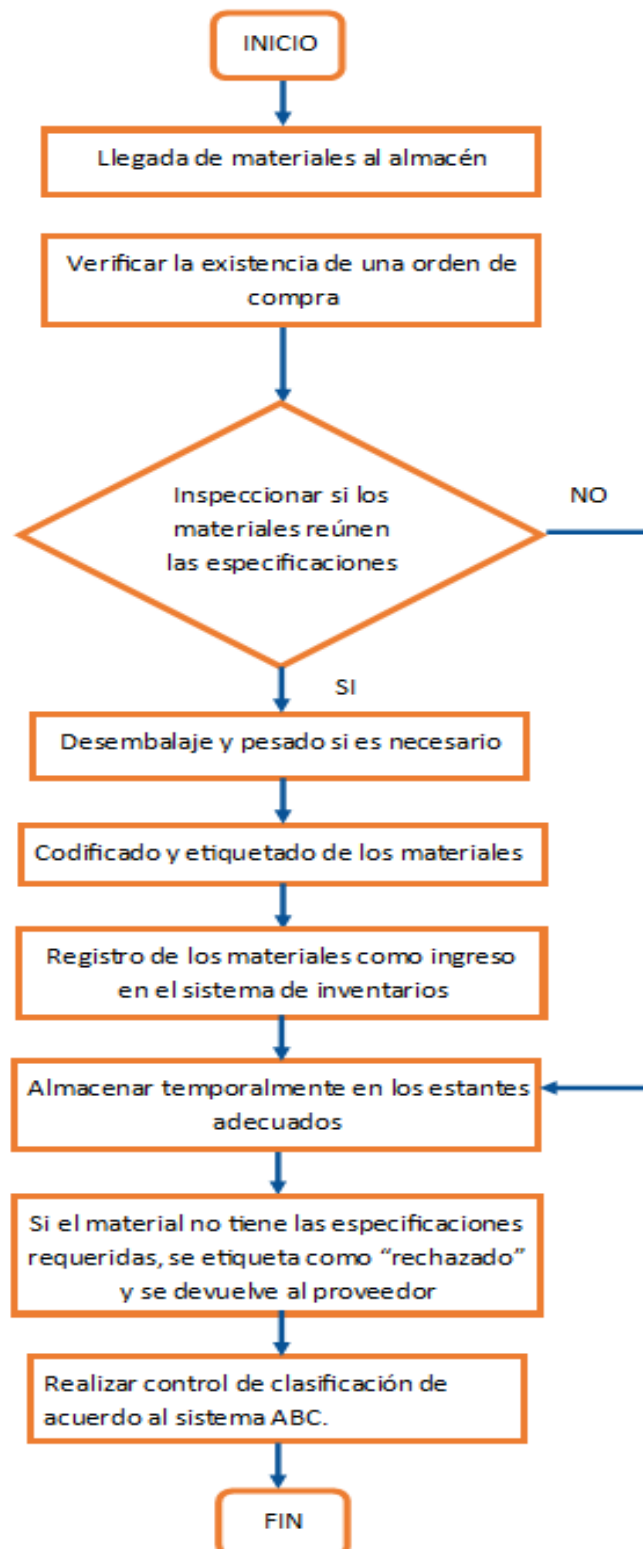 INICIO
Llegada de materiales al almacén
Verificar la existencia de una orden de
compra
Inspeccionar si los
materiales reúnen
las especificaciones
NO
SI
Desembalaje y pesado si es necesario
Codificado y etiquetado de los materiales
Registro de los materiales como ingreso
en el sistema de inventarios
Almacenar temporalmente en los estantes
adecuados
Si el material no tiene las especificaciones
requeridas, se etiqueta como “rechazado”
y se devuelve al proveedor
Realizar control de clasificación de
acuerdo al sistema ABC.
FIN